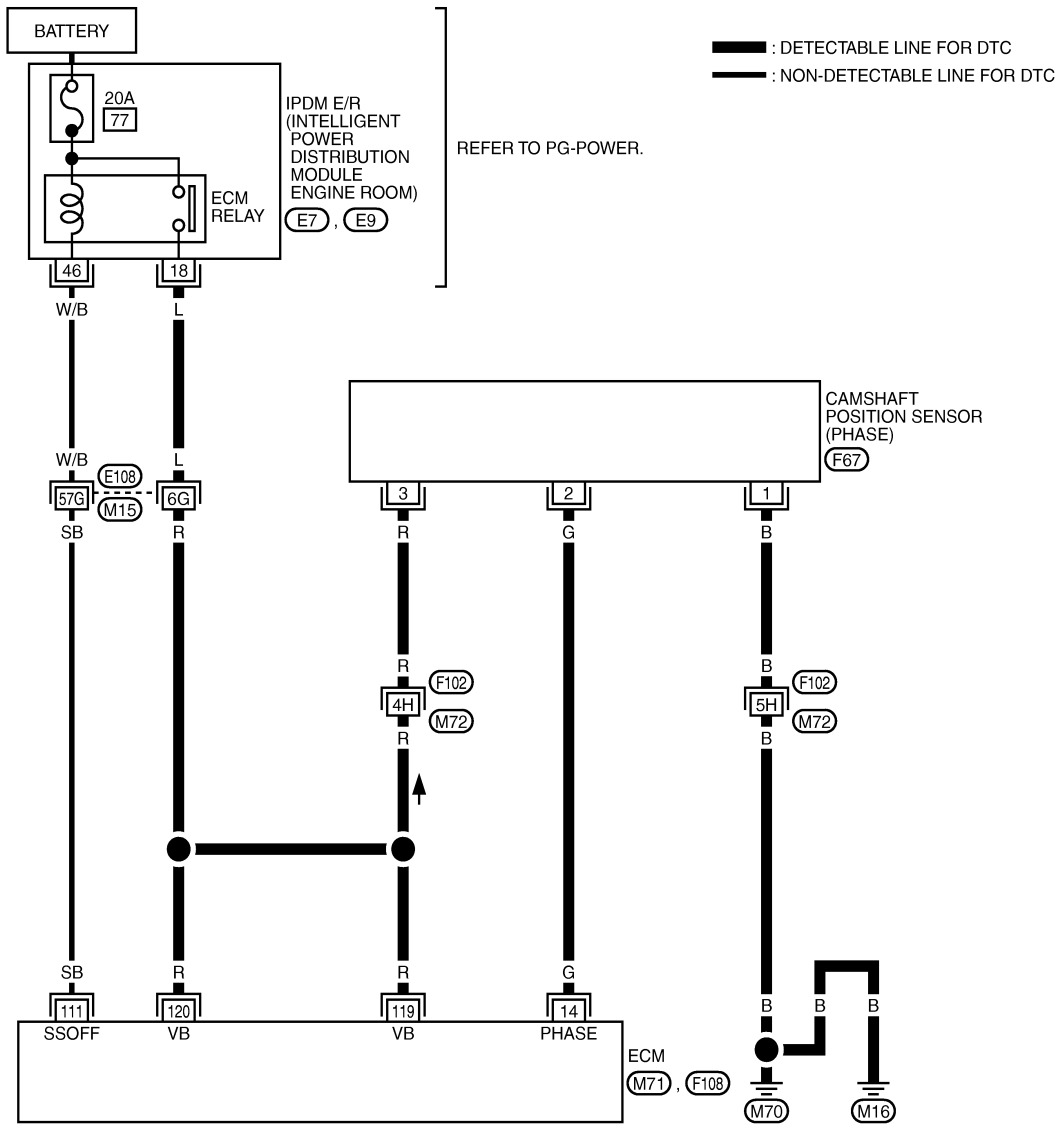 BATTERY
: DETECTABLE LINE FOR DTC
: NON-DETECTABLE LINE FOR DTC
20A
77
IPDM E/R
(INTELLIGENT
POWER
DISTRIBUTION
MODULE
ENGINE ROOM)
E7 , E9
REFER TO PG-POWER.
ECM
RELAY
46 18
W/B L
CAMSHAFT
POSITION SENSOR
(PHASE)
F67
W/B L
E108
57G 6G
M15
SB R
3 2 1
R G B
R B
F102 F102
4H 5H
M72 M72
R B
SB R R G
111 120 119 14
SSOFF VB VB PHASE
B B B
ECM
M71 , F108
M70 M16